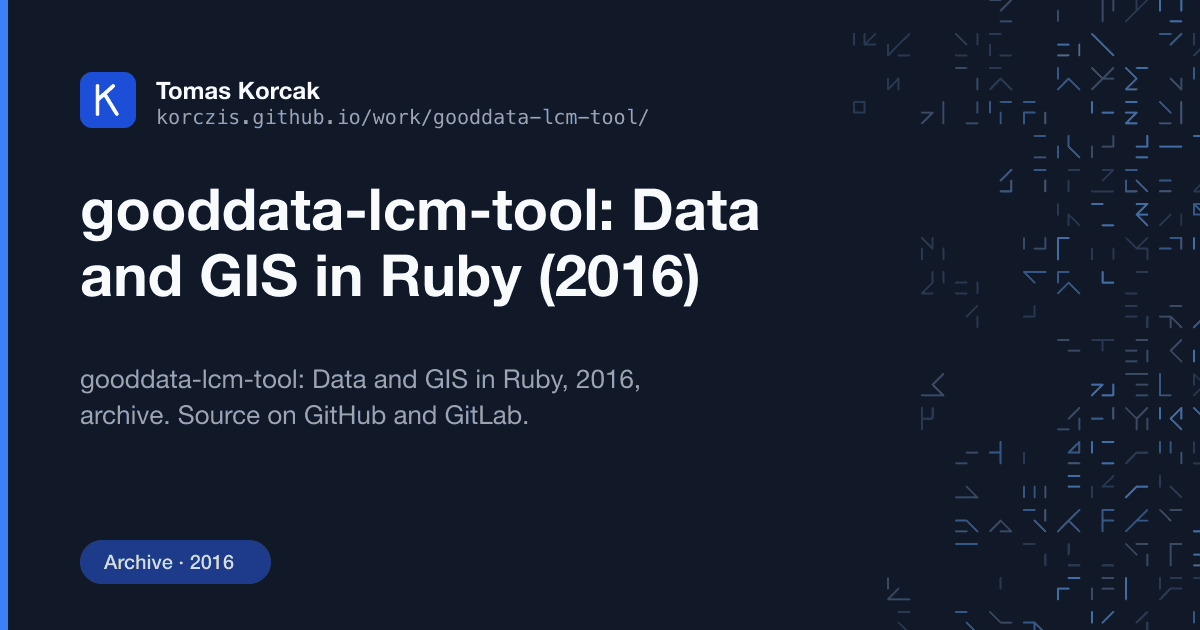 K
Tomas Korcak
korczis.github.io/work/gooddata-lcm-tool/
gooddata-lcm-tool: Data
and GIS in Ruby (2016)
gooddata-lcm-tool: Data and GIS in Ruby, 2016,
archive. Source on GitHub and GitLab.
Archive · 2016